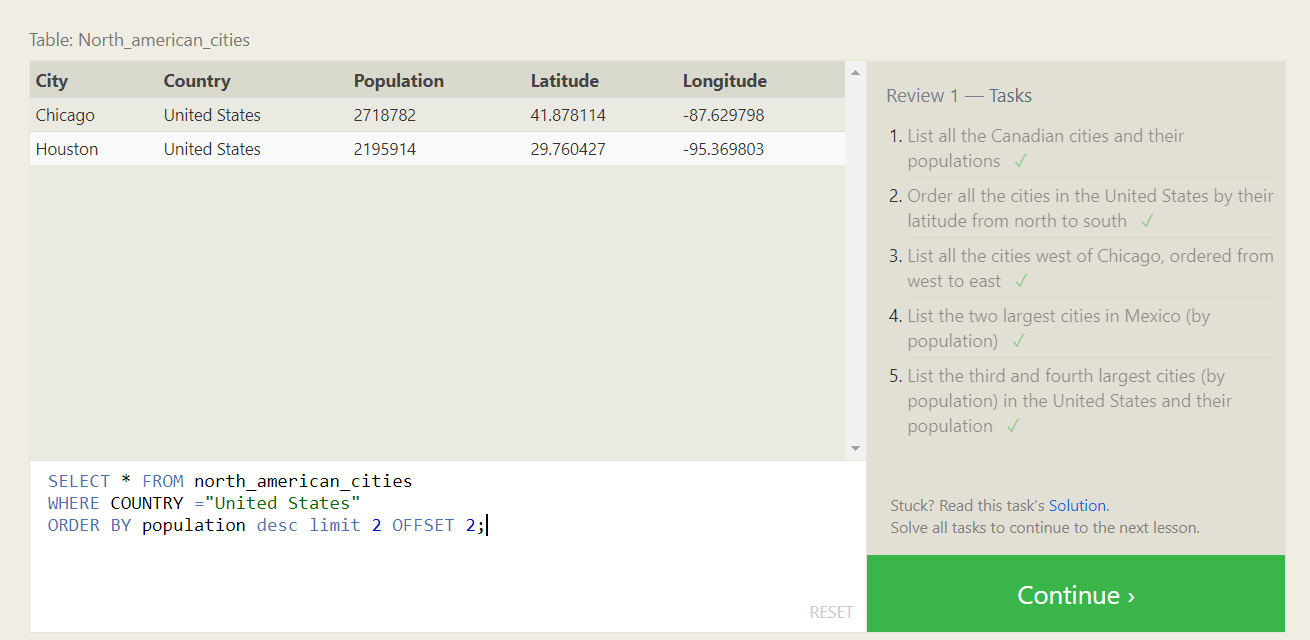 Table: North_american_cities
City Country Population Latitude Longitude
Chicago United States 2718782 41.878114 -87.629798
Houston United States 2195914 29.760427 -95.369803
SELECT * FROM north_american_cities
WHERE COUNTRY ="United States"
ORDER BY population desc limit 2 OFFSET 2;
RESET
Review 1 — Tasks
1. List all the Canadian cities and their
populations ✓
2. Order all the cities in the United States by their
latitude from north to south ✓
3. List all the cities west of Chicago, ordered from
west to east ✓
4. List the two largest cities in Mexico (by
population) ✓
5. List the third and fourth largest cities (by
population) in the United States and their
population ✓
Stuck? Read this task's Solution.
Solve all tasks to continue to the next lesson.
Continue ›